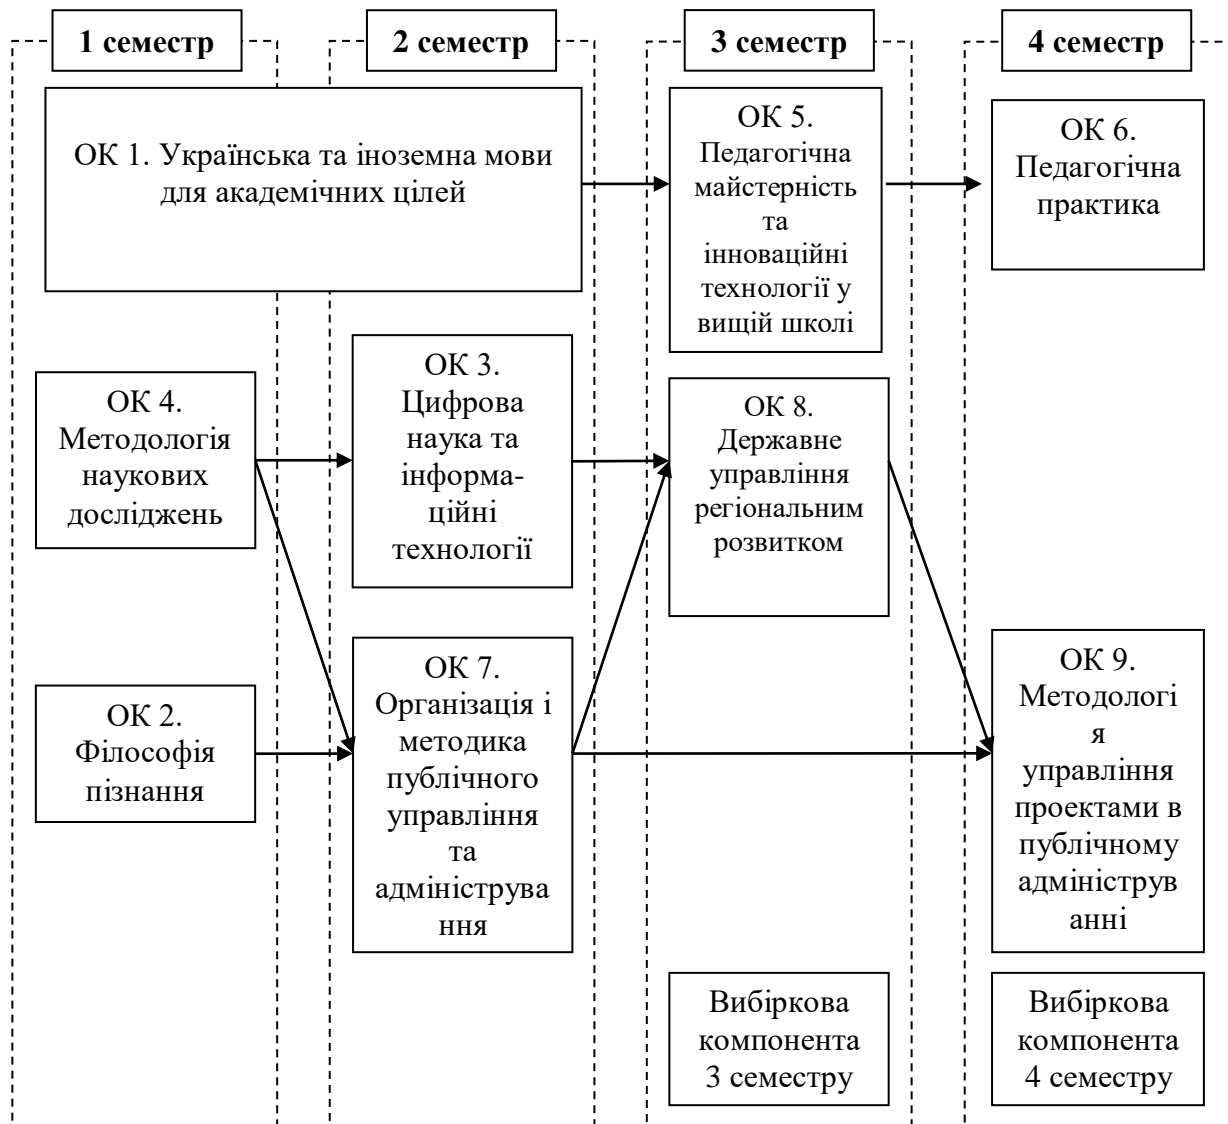 1 семестр
2 семестр
3 семестр
4 семестр
ОК 1. Українська та іноземна мови
для академічних цілей
ОК 5.
Педагогічна
майстерність
та
інноваційні
технології у
вищій школі
ОК 6.
Педагогічна
практика
ОК 4.
Методологія
наукових
досліджень
ОК 3.
Цифрова
наука та
інформа-
ційні
технології
ОК 8.
Державне
управління
регіональним
розвитком
ОК 2.
Філософія
пізнання
ОК 7.
Організація і
методика
публічного
управління
та
адмініструва
ння
ОК 9.
Методологі
я
управління
проектами в
публічному
адмініструв
анні
Вибіркова
компонента
3 семестру
Вибіркова
компонента
4 семестру